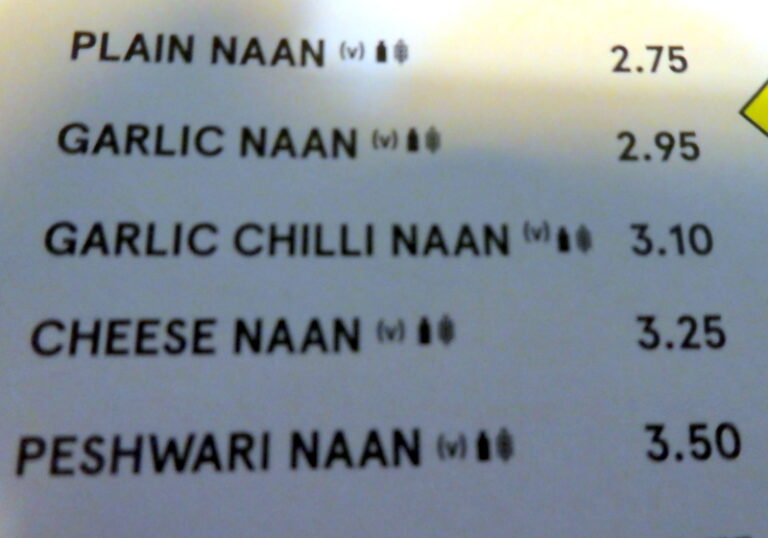 PLAIN NAAN (v) 2.75
GARLIC NAAN (v) 2.95
GARLIC CHILLI NAAN (v) 3.10
CHEESE NAAN (v) 3.25
PESHWARI NAAN (v) 3.50